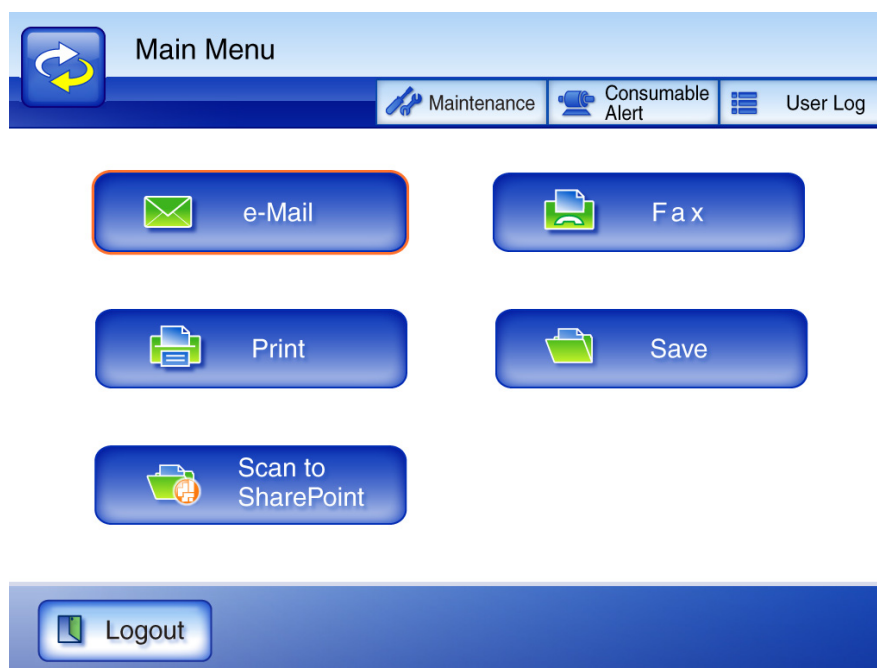 Main Menu
Maintenance
Consumable
Alert
User Log
e-Mail
Fax
Print
Save
Scan to
SharePoint
Logout